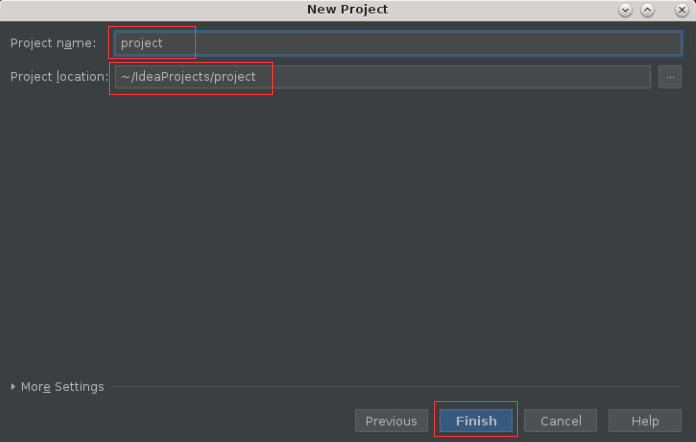 New Project
Project name: project
Project location: ~/IdeaProjects/project ...
More Settings
Previous Finish Cancel Help